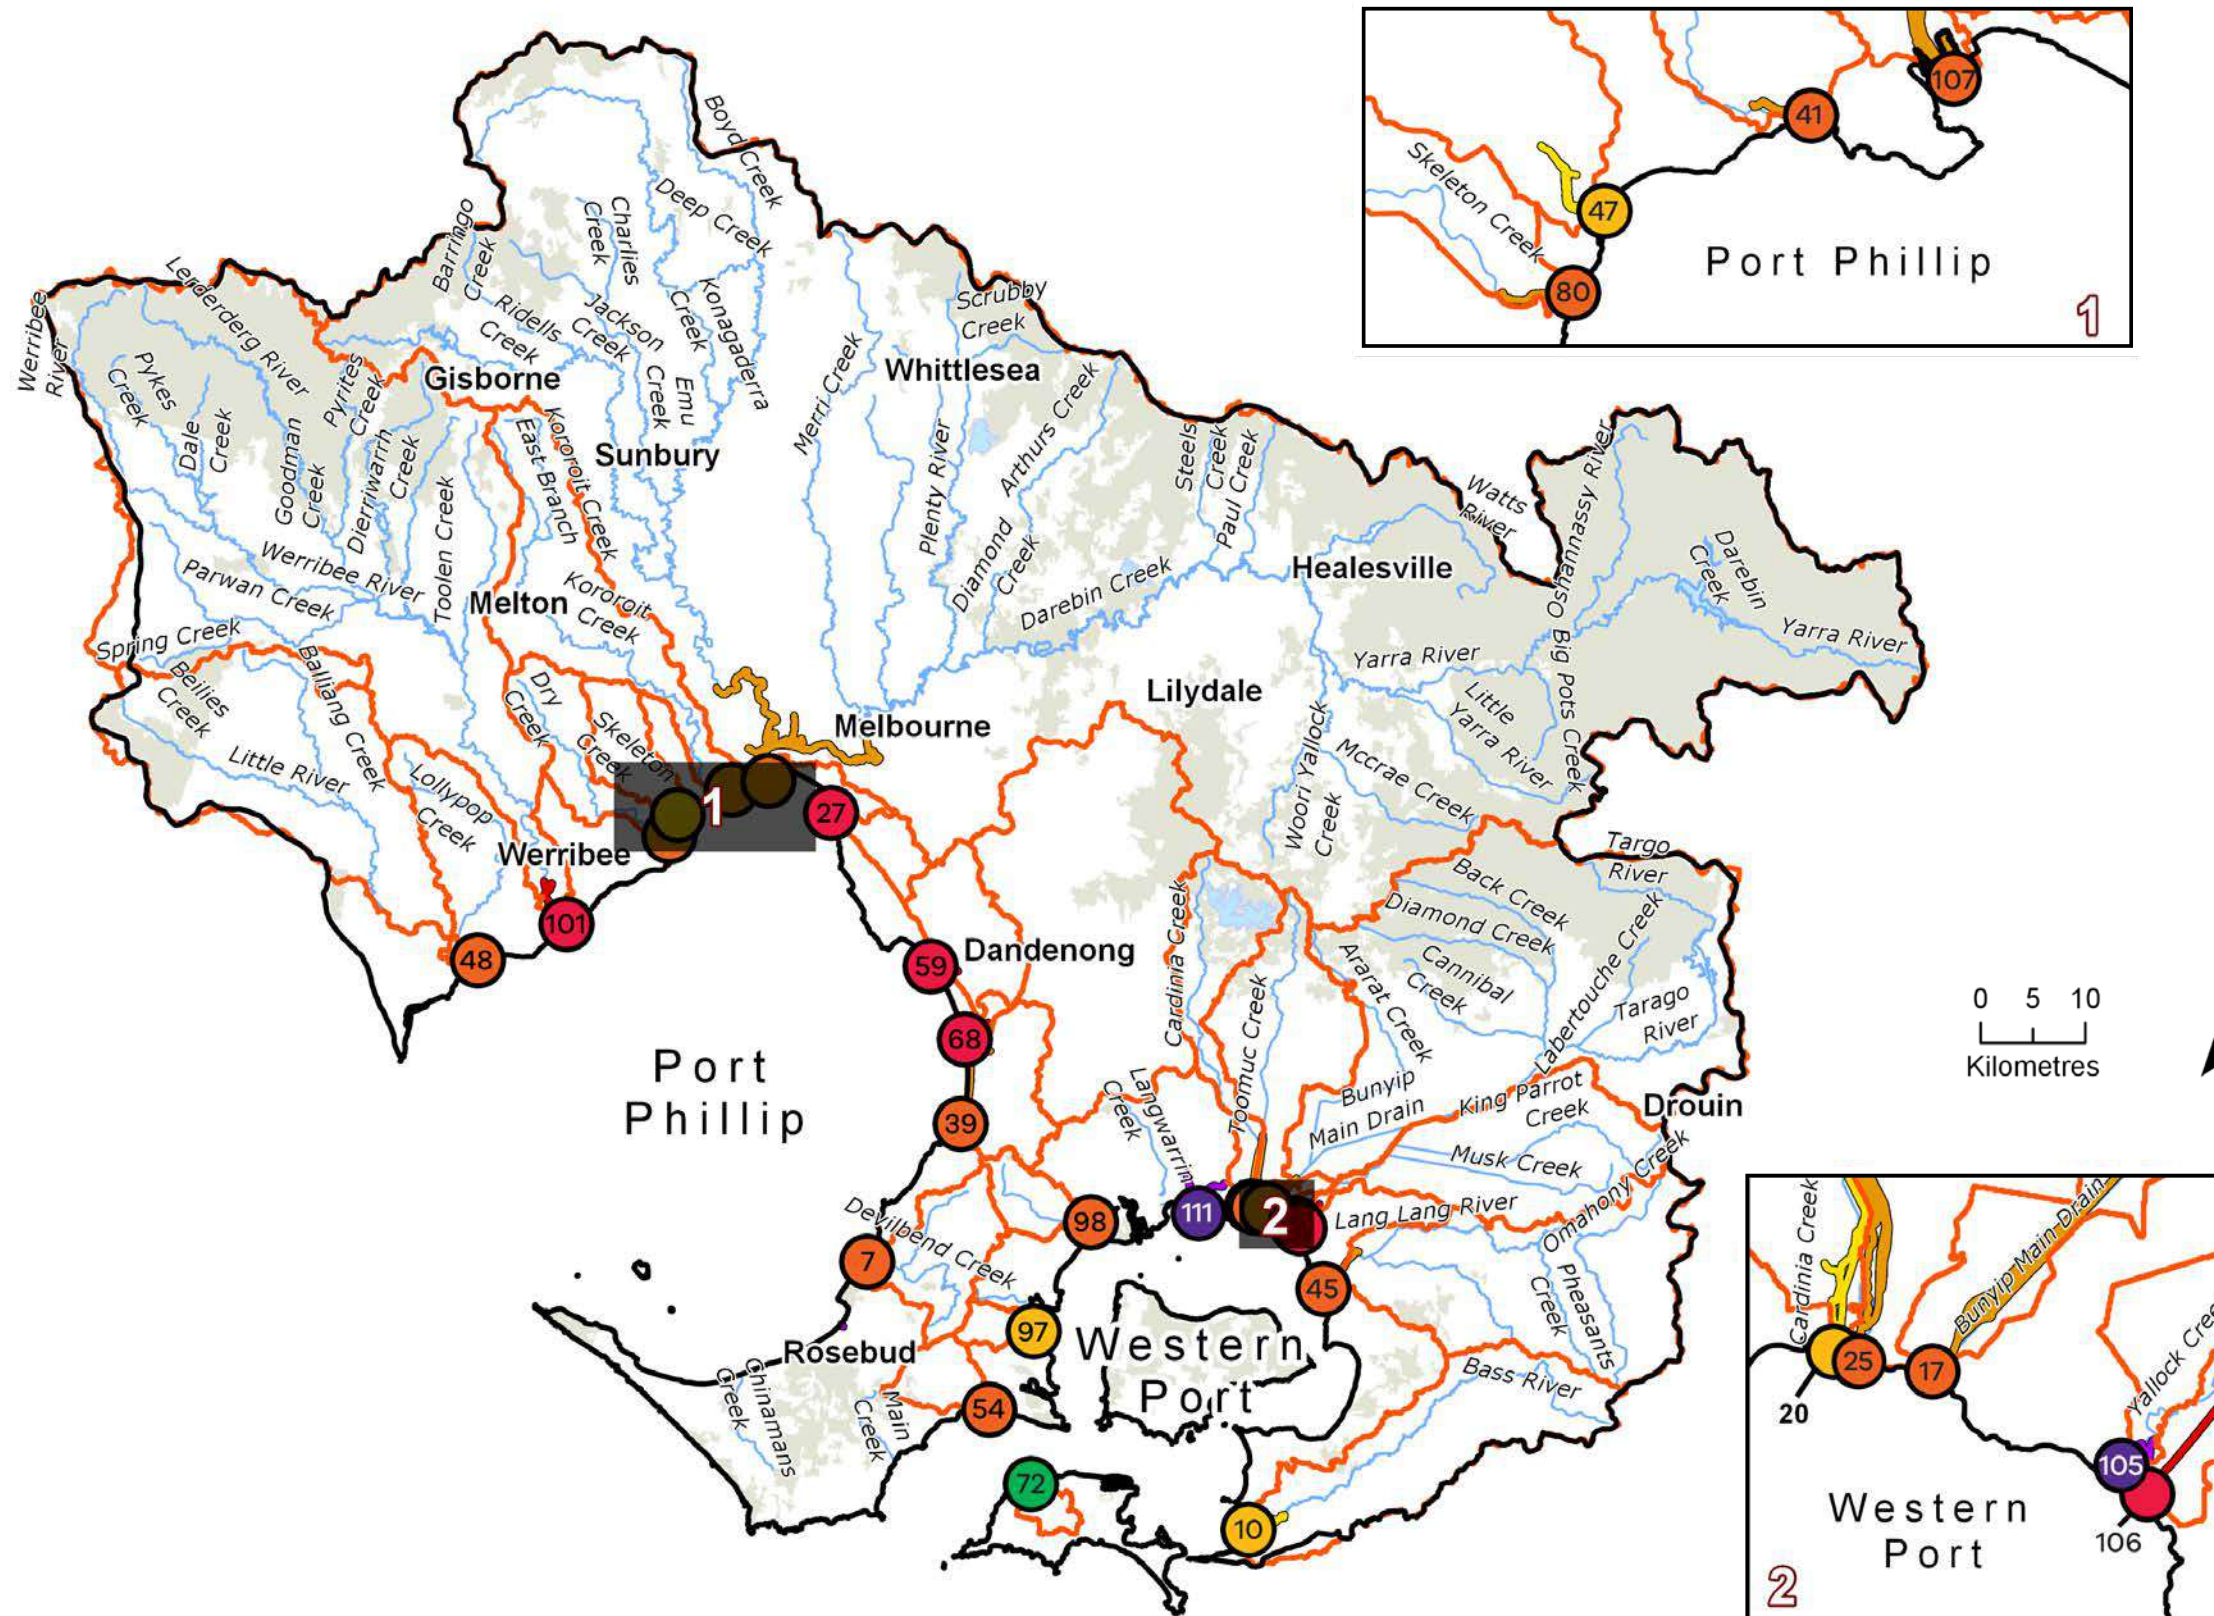 107
41
Skeleton Creek
47
Port Phillip
80
1
Boyd Creek
Deep Creek
Charlies
Creek
Barringo
Creek
Lerderderg River
Werribee
River
Ridells
Creek
Jackson
Creek
Konagaderra
Creek
Emu
Creek
Scrubby
Creek
Merri Creek
Whittlesea
Gisborne
Pykes
Creek
Pyrites
Creek
Dale
Creek
Goodman
Creek
Dierriwarrh
Creek
Toolen Creek
East Branch
Kororoit Creek
Sunbury
Plenty River
Arthurs Creek
Diamond
Creek
Steels
Creek
Paul Creek
Watts
River
Oshannassy River
Darebin
Creek
Werribee River
Parwan Creek
Melton
Kororoit
Creek
Darebin Creek
Healesville
Yarra River
Yarra River
Big Pats Creek
Spring Creek
Beilies
Creek
Balliang Creek
Dry
Creek
Skeleton
Creek
Melbourne
Lilydale
Little
Yarra River
Little River
Lollypop
Creek
Woori Yallock
Creek
Mccrae Creek
1
27
Werribee
Targo
River
Back Creek
Diamond Creek
Cardinia Creek
Labertouche Creek
101
48
59
Dandenong
Ararat Creek
Cannibal
Creek
Tarago
River
Toomuc Creek
68
0 5 10
Kilometres
Port
Phillip
Langwarrin
Creek
Bunyip
Main Drain
King Parrot
Creek
Drouin
39
Musk Creek
Omahony Creek
111
2
98
Lang Lang River
Devilbend Creek
7
45
Pheasants
Creek
97
Western
Port
Rosebud
Chinamans
Creek
Main
Creek
54
Bass River
72
10
Cardinia Creek
Bunyip Main Drain
25
17
20
Yallock
105
106
Western
Port
2